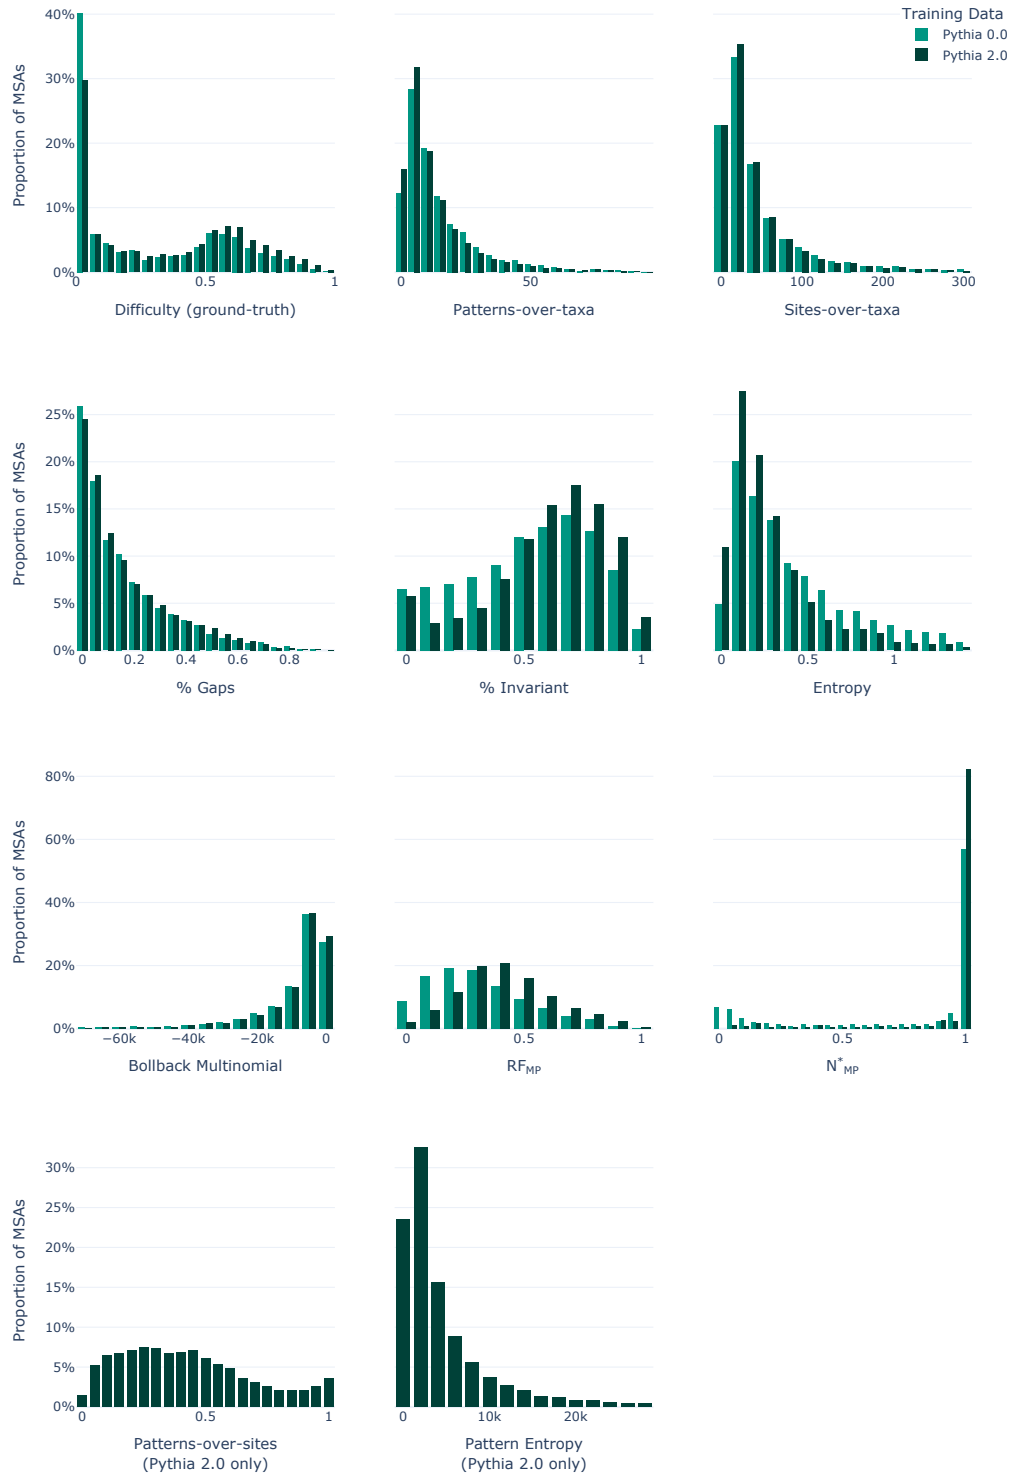 Training Data
Pythia 0.0
Pythia 2.0
Proportion of MSAs
40%
30%
20%
10%
0%
0 0.5 1
Difficulty (ground-truth)
50
Patterns-over-taxa
0 100 200 300
Sites-over-taxa
Proportion of MSAs
25%
20%
15%
10%
5%
0%
0 0.2 0.4 0.6 0.8
% Gaps
0 0.5 1
% Invariant
0 0.5 1
Entropy
Proportion of MSAs
80%
60%
40%
20%
0%
−60k −40k −20k 0
Bollback Multinomial
0 0.5 1
RF_MP
0 0.5 1
N*_MP
Proportion of MSAs
30%
25%
20%
15%
10%
5%
0%
0 0.5 1
Patterns-over-sites
(Pythia 2.0 only)
0 10k 20k
Pattern Entropy
(Pythia 2.0 only)